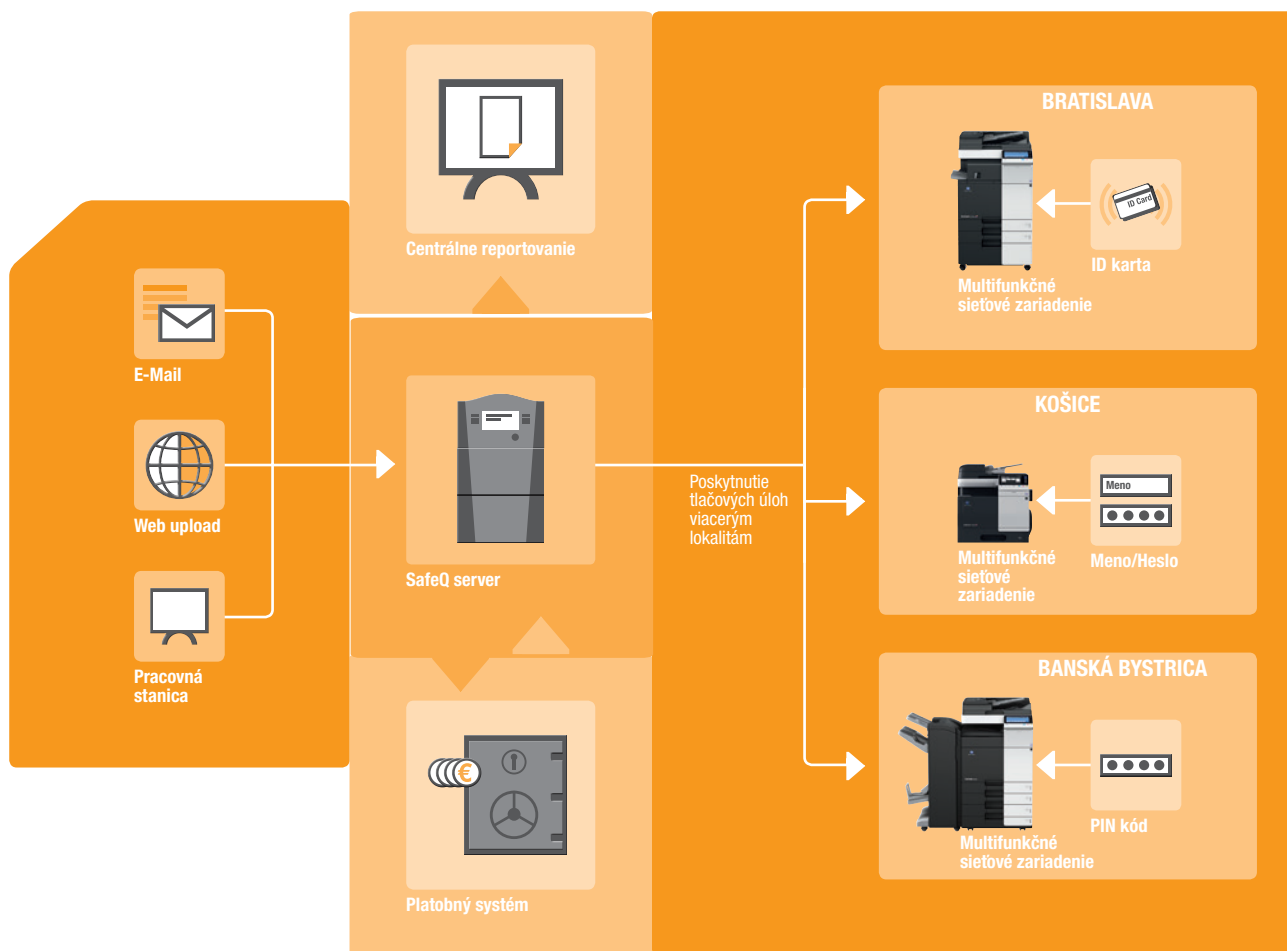 E-Mail
Web upload
Pracovná
stanica
Centrálne reportovanie
SafeQ server
€
Platobný systém
Poskytnutie
tlačových úloh
viacerým
lokalitám
BRATISLAVA
ID Card
Multifunkčné
sieťové zariadenie
ID karta
KOŠICE
Meno
Multifunkčné
sieťové
zariadenie
Meno/Heslo
BANSKÁ BYSTRICA
Multifunkčné
sieťové zariadenie
PIN kód